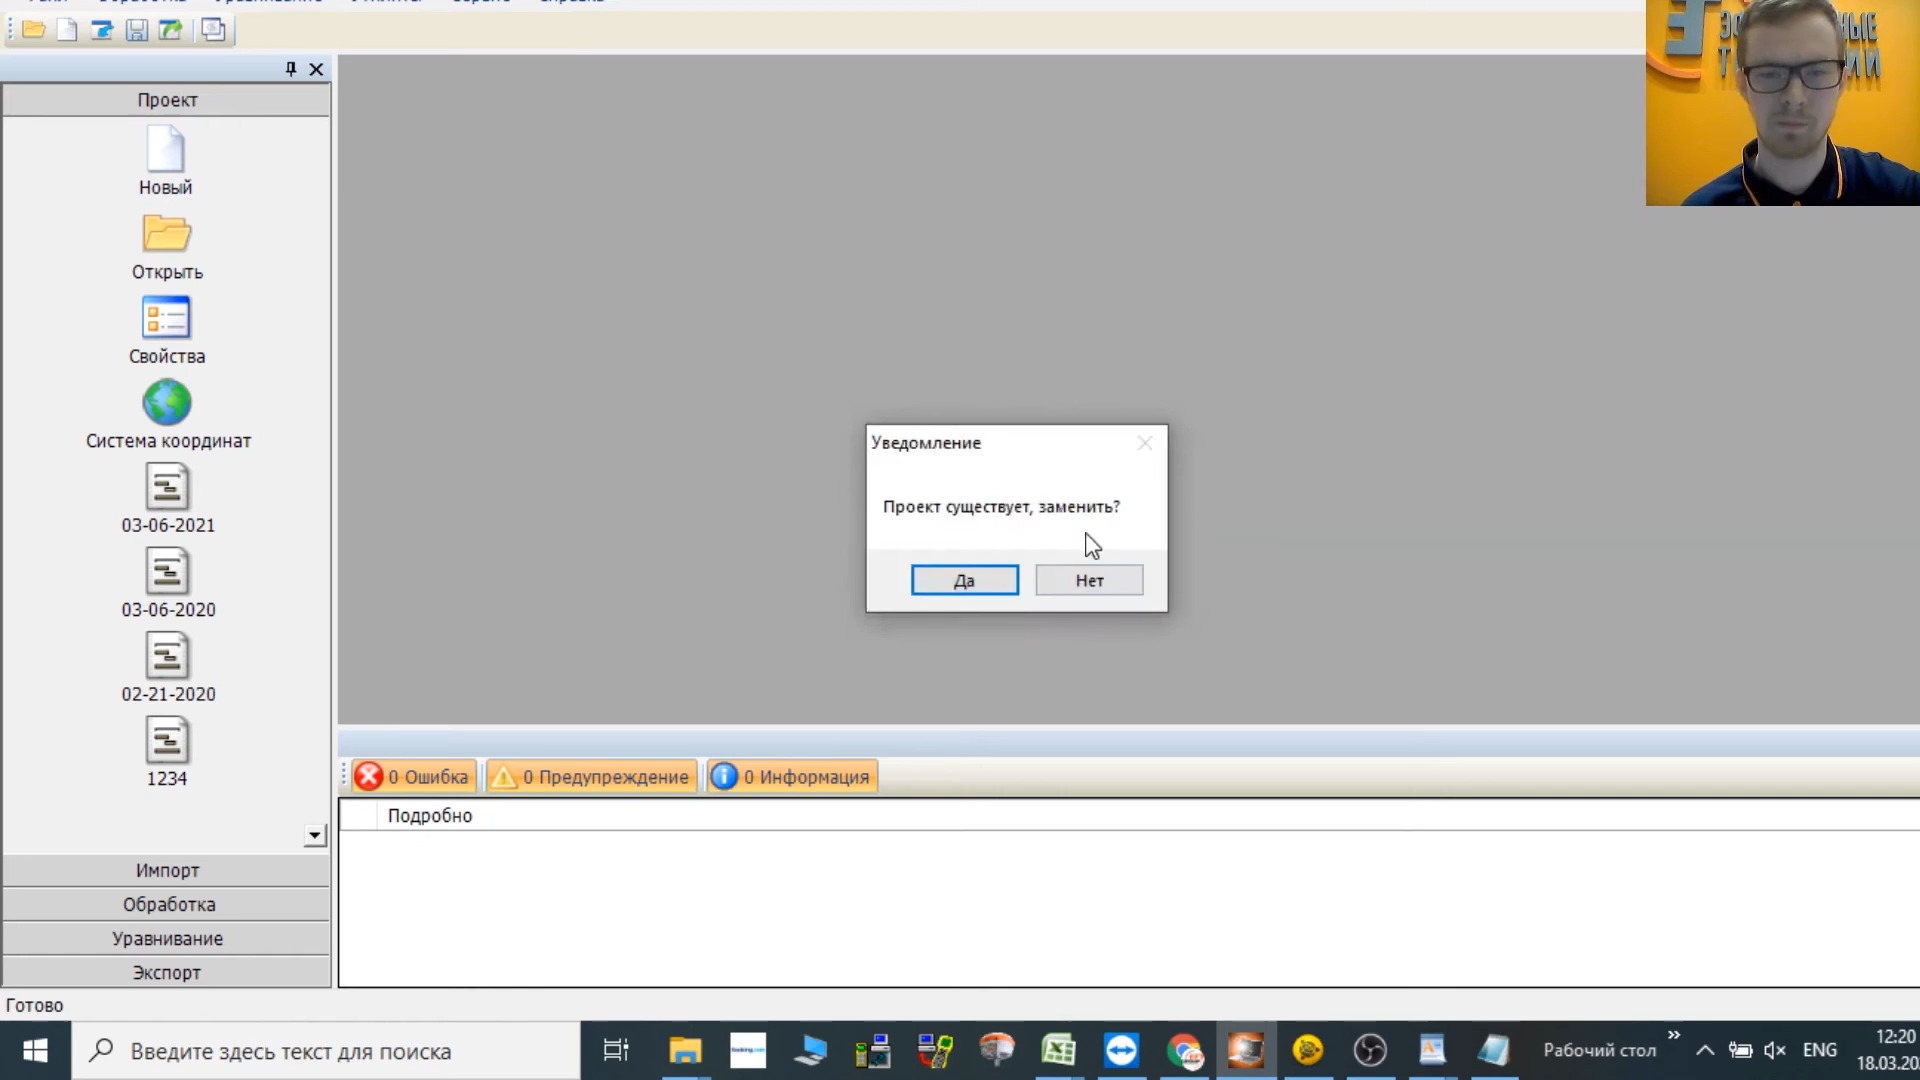 Проект
Новый
Открыть
Свойства
Система координат
03-06-2021
03-06-2020
02-21-2020
1234
Импорт
Обработка
Уравнивание
Экспорт
Уведомление
Проект существует, заменить?
Да
Нет
0 Ошибка
0 Предупреждение
0 Информация
Подробно
Готово
Введите здесь текст для поиска
Рабочий стол
ENG
12:20